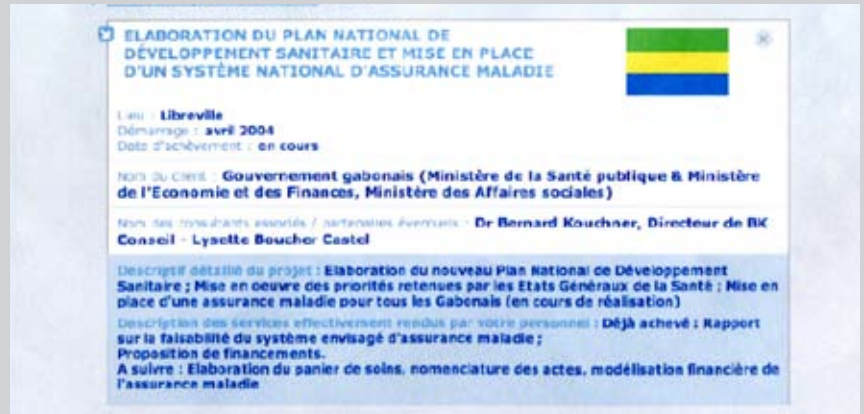 ELABORATION DU PLAN NATIONAL DE
DÉVELOPPEMENT SANITAIRE ET MISE EN PLACE
D'UN SYSTÈME NATIONAL D'ASSURANCE MALADIE
Lieu : Libreville
Démarrage : avril 2004
Date d'achèvement : en cours
Nom du client : Gouvernement gabonais (Ministère de la Santé publique & Ministère
de l'Economie et des Finances, Ministère des Affaires sociales)
Nom des consultants associés / partenaires éventuels : Dr Bernard Kouchner, Directeur de BK
Conseil - Lysette Boucher Castel
Descriptif détaillé du projet : Elaboration du nouveau Plan National de Développement
Sanitaire ; Mise en oeuvre des priorités retenues par les Etats Généraux de la Santé ; Mise en
place d'une assurance maladie pour tous les Gabonais (en cours de réalisation)
Description des services effectivement rendus par votre personnel : Déjà achevé : Rapport
sur la faisabilité du système envisagé d'assurance maladie ;
Proposition de financements.
A suivre : Elaboration du panier de soins, nomenclature des actes, modélisation financière de
l'assurance maladie